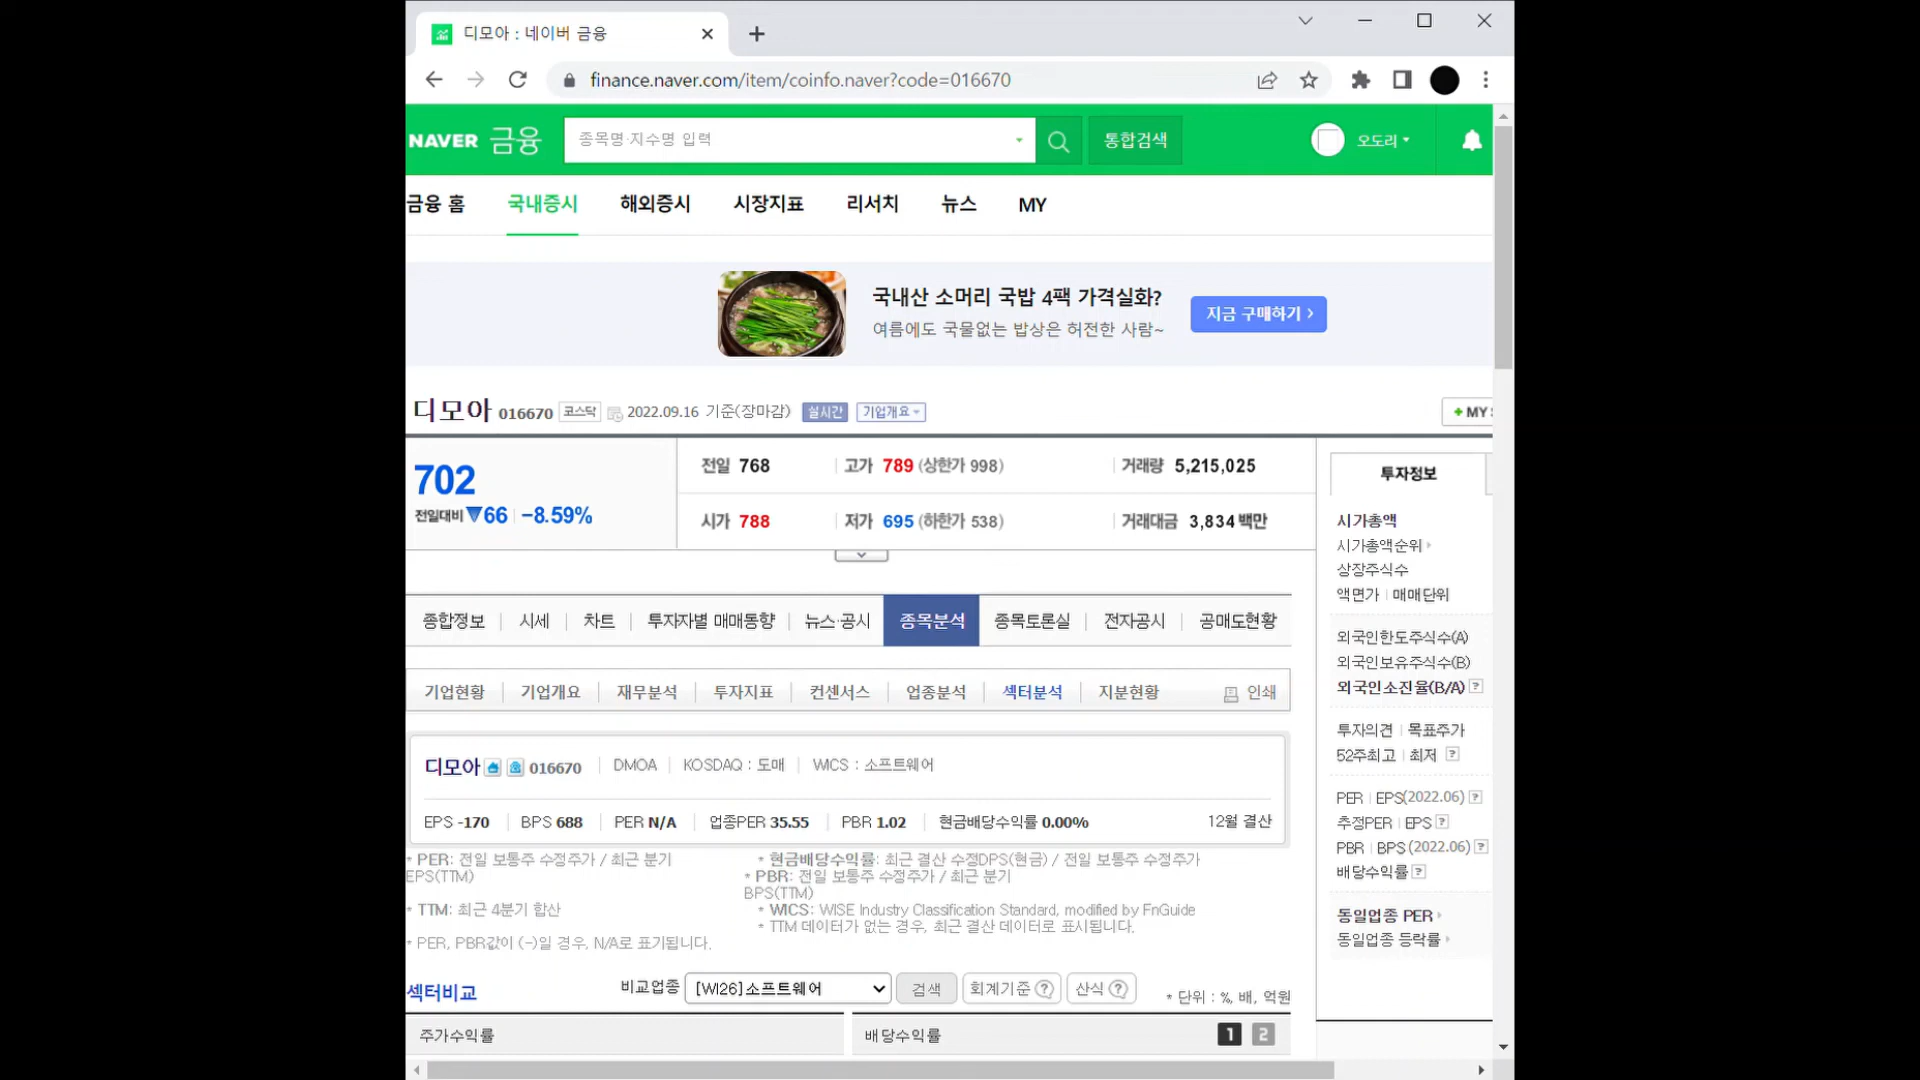 디모아 : 네이버 금융
finance.naver.com/item/coinfo.naver?code=016670
NAVER 금융 종목명·지수명 입력 통합검색 오도리
금융 홈 국내증시 해외증시 시장지표 리서치 뉴스 MY
국내산 소머리 국밥 4팩 가격실화?
여름에도 국물없는 밥상은 허전한 사람~
지금 구매하기 ›
디모아 016670 코스닥 2022.09.16 기준(장마감) 실시간 기업개요
+ MY
702
전일대비 ▼66 -8.59%
전일 768 고가 789 (상한가 998) 거래량 5,215,025
시가 788 저가 695 (하한가 538) 거래대금 3,834 백만
종합정보 시세 차트 투자자별 매매동향 뉴스·공시 종목분석 종목토론실 전자공시 공매도현황
기업현황 기업개요 재무분석 투자지표 컨센서스 업종분석 섹터분석 지분현황 인쇄
디모아 016670 DMOA KOSDAQ : 도매 WICS : 소프트웨어
EPS -170 BPS 688 PER N/A 업종PER 35.55 PBR 1.02 현금배당수익률 0.00% 12월 결산
* PER: 전일 보통주 수정주가 / 최근 분기
EPS(TTM)
* TTM: 최근 4분기 합산
* PER, PBR값이 (-)일 경우, N/A로 표기됩니다.
* 현금배당수익률: 최근 결산 수정DPS(현금) / 전일 보통주 수정주가
* PBR: 전일 보통주 수정주가 / 최근 분기
BPS(TTM)
* WICS: WISE Industry Classification Standard, modified by FnGuide
* TTM 데이터가 없는 경우, 최근 결산 데이터로 표시됩니다.
섹터비교 비교업종 [WI26]소프트웨어 검색 회계기준 ? 산식 ? * 단위 : %, 배, 억원
주가수익률 배당수익률 1 2
투자정보
시가총액
시가총액순위
상장주식수
액면가 | 매매단위
외국인한도주식수(A)
외국인보유주식수(B)
외국인소진율(B/A) ?
투자의견 | 목표주가
52주최고 | 최저 ?
PER | EPS(2022.06) ?
추정PER | EPS ?
PBR | BPS (2022.06) ?
배당수익률 ?
동일업종 PER
동일업종 등락률